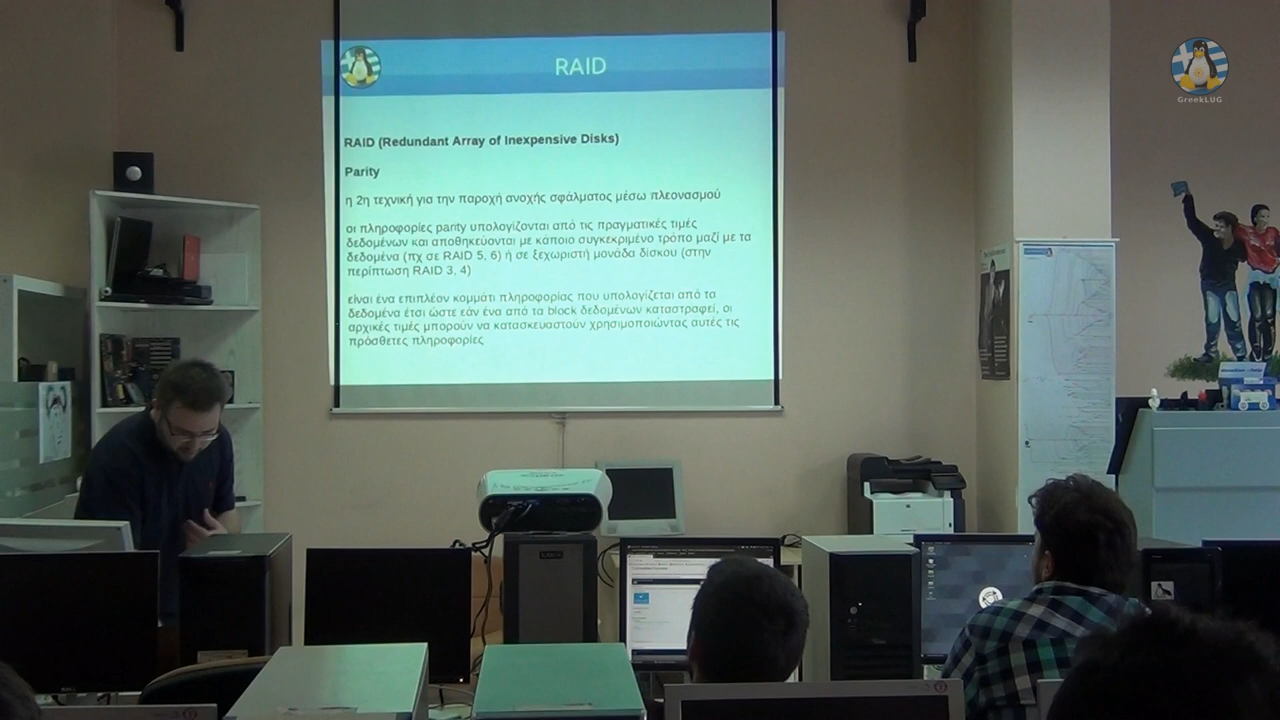 RAID
GreekLUG
RAID (Redundant Array of Inexpensive Disks)
Parity
η 2η τεχνική για την παροχή ανοχής σφάλματος μέσω πλεονασμού
οι πληροφορίες parity υπολογίζονται από τις πραγματικές τιμές
δεδομένων και αποθηκεύονται με κάποιο συγκεκριμένο τρόπο μαζί με τα
δεδομένα (πχ σε RAID 5, 6) ή σε ξεχωριστή μονάδα δίσκου (στην
περίπτωση RAID 3, 4)
είναι ένα επιπλέον κομμάτι πληροφορίας που υπολογίζεται από τα
δεδομένα έτσι ώστε εάν ένα από τα block δεδομένων καταστραφεί, οι
αρχικές τιμές μπορούν να κατασκευαστούν χρησιμοποιώντας αυτές τις
πρόσθετες πληροφορίες